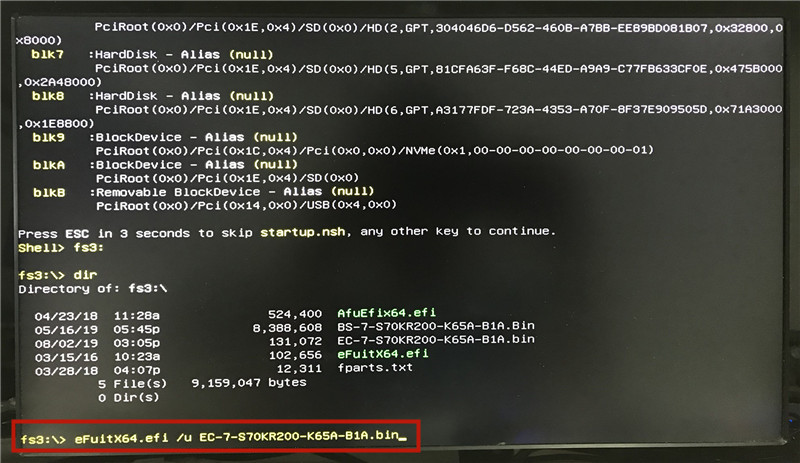 PciRoot(0x0)/Pci(0x1E,0x4)/SD(0x0)/HD(2,GPT,304046D6-D562-460B-A7BB-EE89BD081B07,0x32800,0
x8000)
blk7 :HardDisk - Alias (null)
PciRoot(0x0)/Pci(0x1E,0x4)/SD(0x0)/HD(5,GPT,81CFA63F-F68C-44ED-A9A9-C77FB633CF0E,0x475B000
,0x2A48000)
blk8 :HardDisk - Alias (null)
PciRoot(0x0)/Pci(0x1E,0x4)/SD(0x0)/HD(6,GPT,A3177FDF-723A-4353-A70F-8F37E909505D,0x71A3000
,0x1E8B00)
blk9 :BlockDevice - Alias (null)
PciRoot(0x0)/Pci(0x1C,0x4)/Pci(0x0,0x0)/NVMe(0x1,00-00-00-00-00-00-00-01)
blkA :BlockDevice - Alias (null)
PciRoot(0x0)/Pci(0x1E,0x4)/SD(0x0)
blkB :Removable BlockDevice - Alias (null)
PciRoot(0x0)/Pci(0x14,0x0)/USB(0x4,0x0)
Press ESC in 3 seconds to skip startup.nsh, any other key to continue.
Shell> fs3:
fs3:\> dir
Directory of: fs3:\
04/23/18 11:28a 524,400 AfuEfix64.efi
05/16/19 05:45p 8,388,608 BS-7-S70KR200-K65A-B1A.Bin
08/02/19 03:05p 131,072 EC-7-S70KR200-K65A-B1A.Bin
03/15/16 10:23a 102,656 eFuitX64.efi
03/28/18 04:07p 12,311 fparts.txt
5 File(s) 9,159,047 bytes
0 Dir(s)
fs3:\> eFuitX64.efi /u EC-7-S70KR200-K65A-B1A.bin_